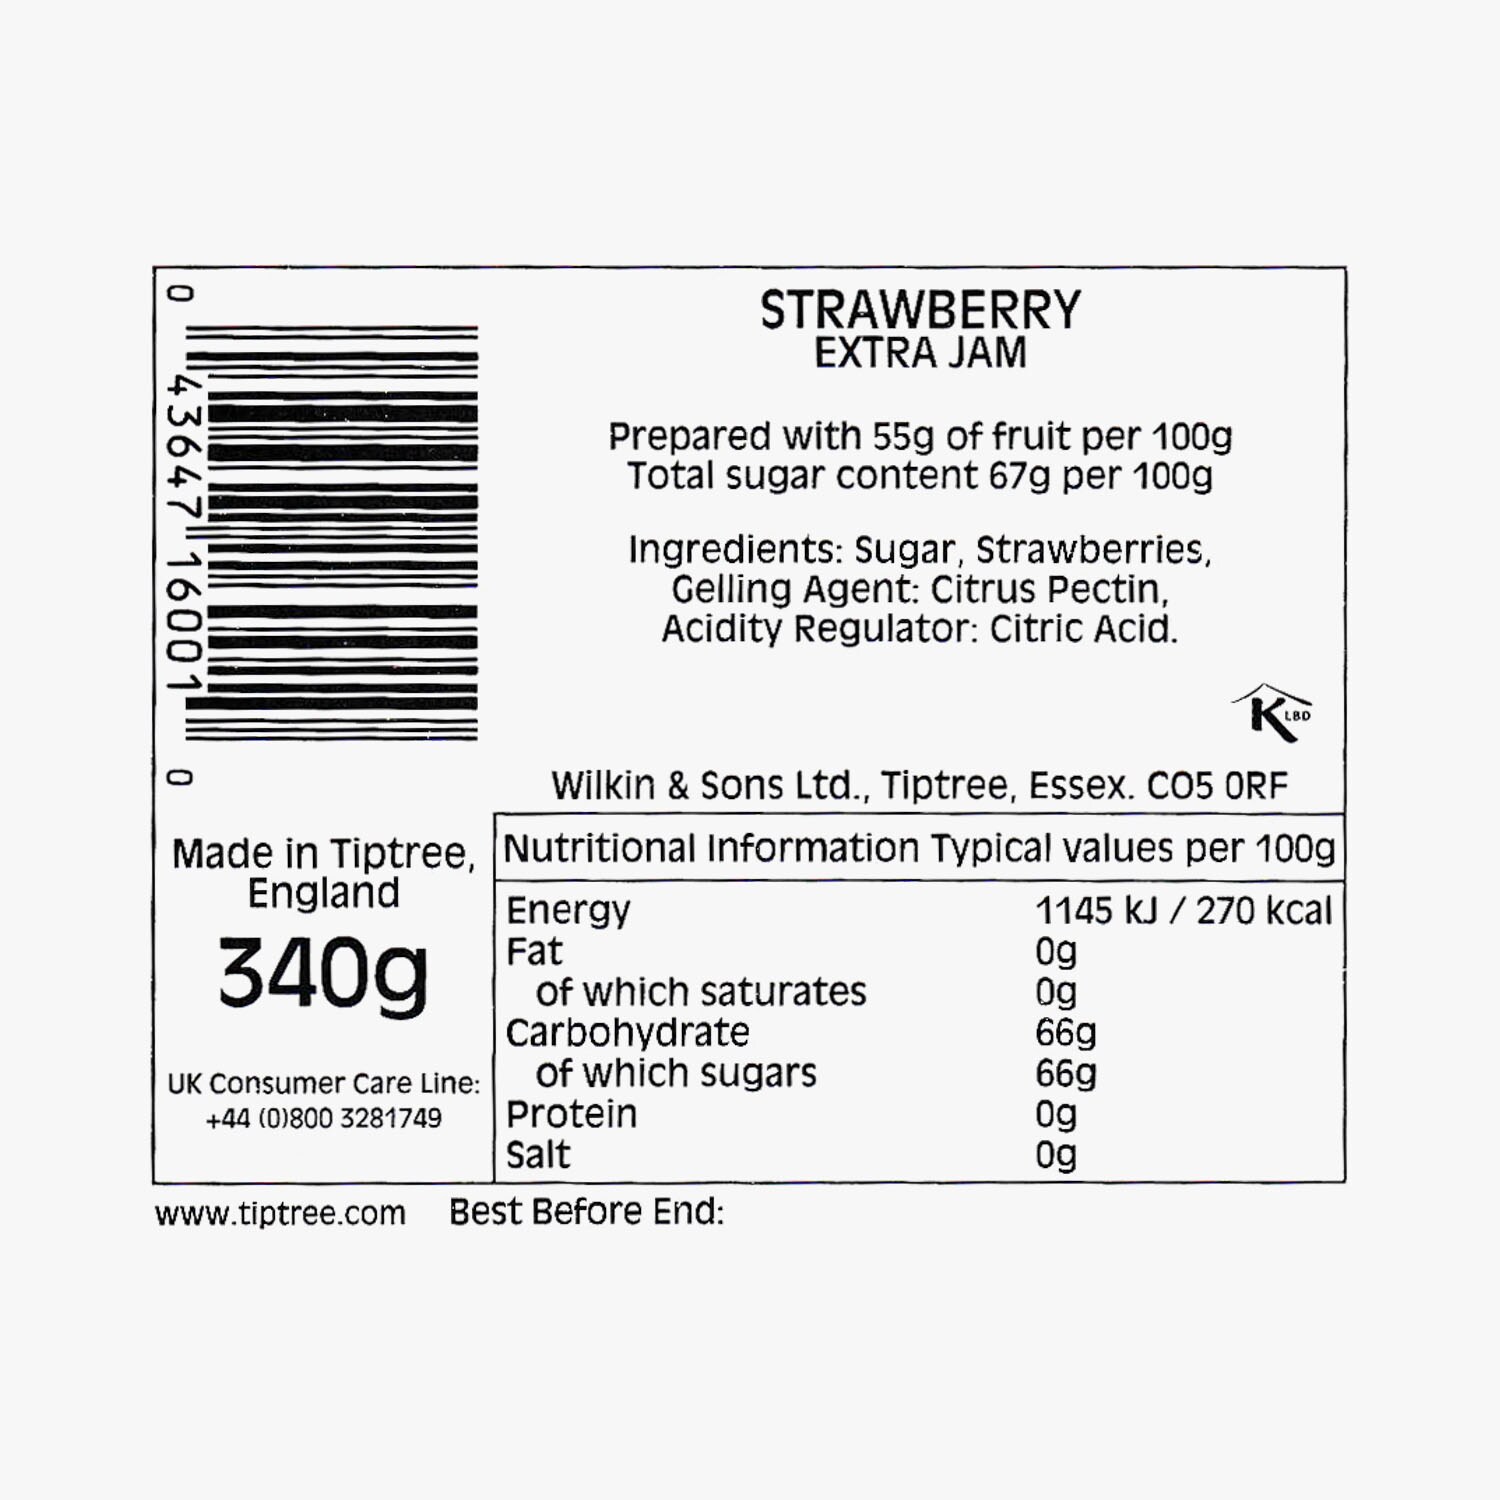 STRAWBERRY
EXTRA JAM
Prepared with 55g of fruit per 100g
Total sugar content 67g per 100g
Ingredients: Sugar, Strawberries,
Gelling Agent: Citrus Pectin,
Acidity Regulator: Citric Acid.
K LBD
Wilkin & Sons Ltd., Tiptree, Essex. CO5 0RF
0 43647 16001 0
Made in Tiptree,
England
340g
UK Consumer Care Line:
+44 (0)800 3281749
Nutritional Information Typical values per 100g
Energy 1145 kJ / 270 kcal
Fat 0g
of which saturates 0g
Carbohydrate 66g
of which sugars 66g
Protein 0g
Salt 0g
www.tiptree.com Best Before End: